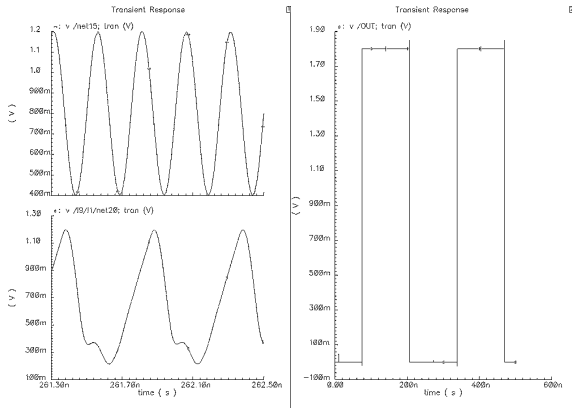 Transient Response
v /net15; tran (V)
1.2
1.1
1.0
900m
800m
700m
600m
500m
400m
( V )
v /I9/I1/net20; tran (V)
1.30
1.10
900m
700m
500m
300m
100m
( V )
261.30n 261.70n 262.10n 262.50n
time ( s )
Transient Response
v /OUT; tran (V)
1.90
1.70
1.50
1.30
1.10
900m
700m
500m
300m
100m
-100m
( V )
0.00 200n 400n 600n
time ( s )